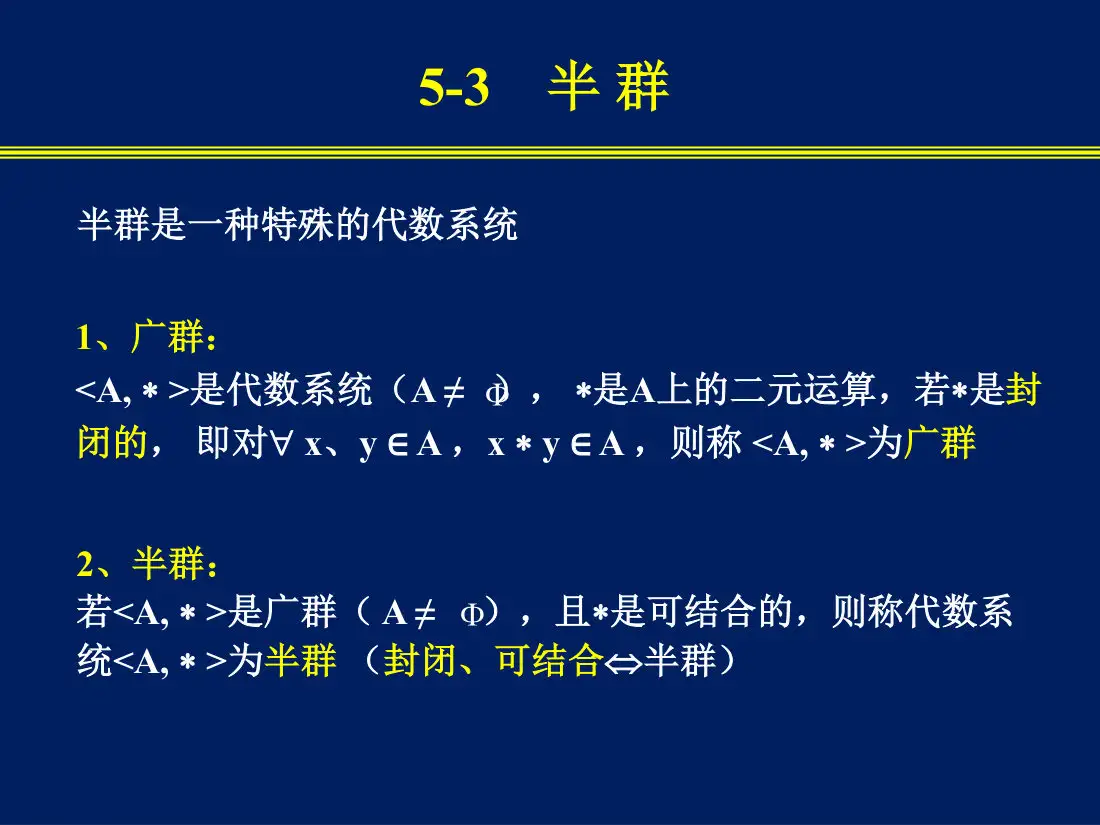 5-3 半 群
半群是一种特殊的代数系统
1、广群：
<A,＊>是代数系统（A ≠ Φ），＊是A上的二元运算，若＊是封
闭的， 即对∀ x、y ∈ A ，x＊y ∈ A ，则称 <A,＊>为广群
2、半群：
若<A,＊>是广群（ A ≠ Φ），且＊是可结合的，则称代数系
统<A,＊>为半群 （封闭、可结合⇔半群）